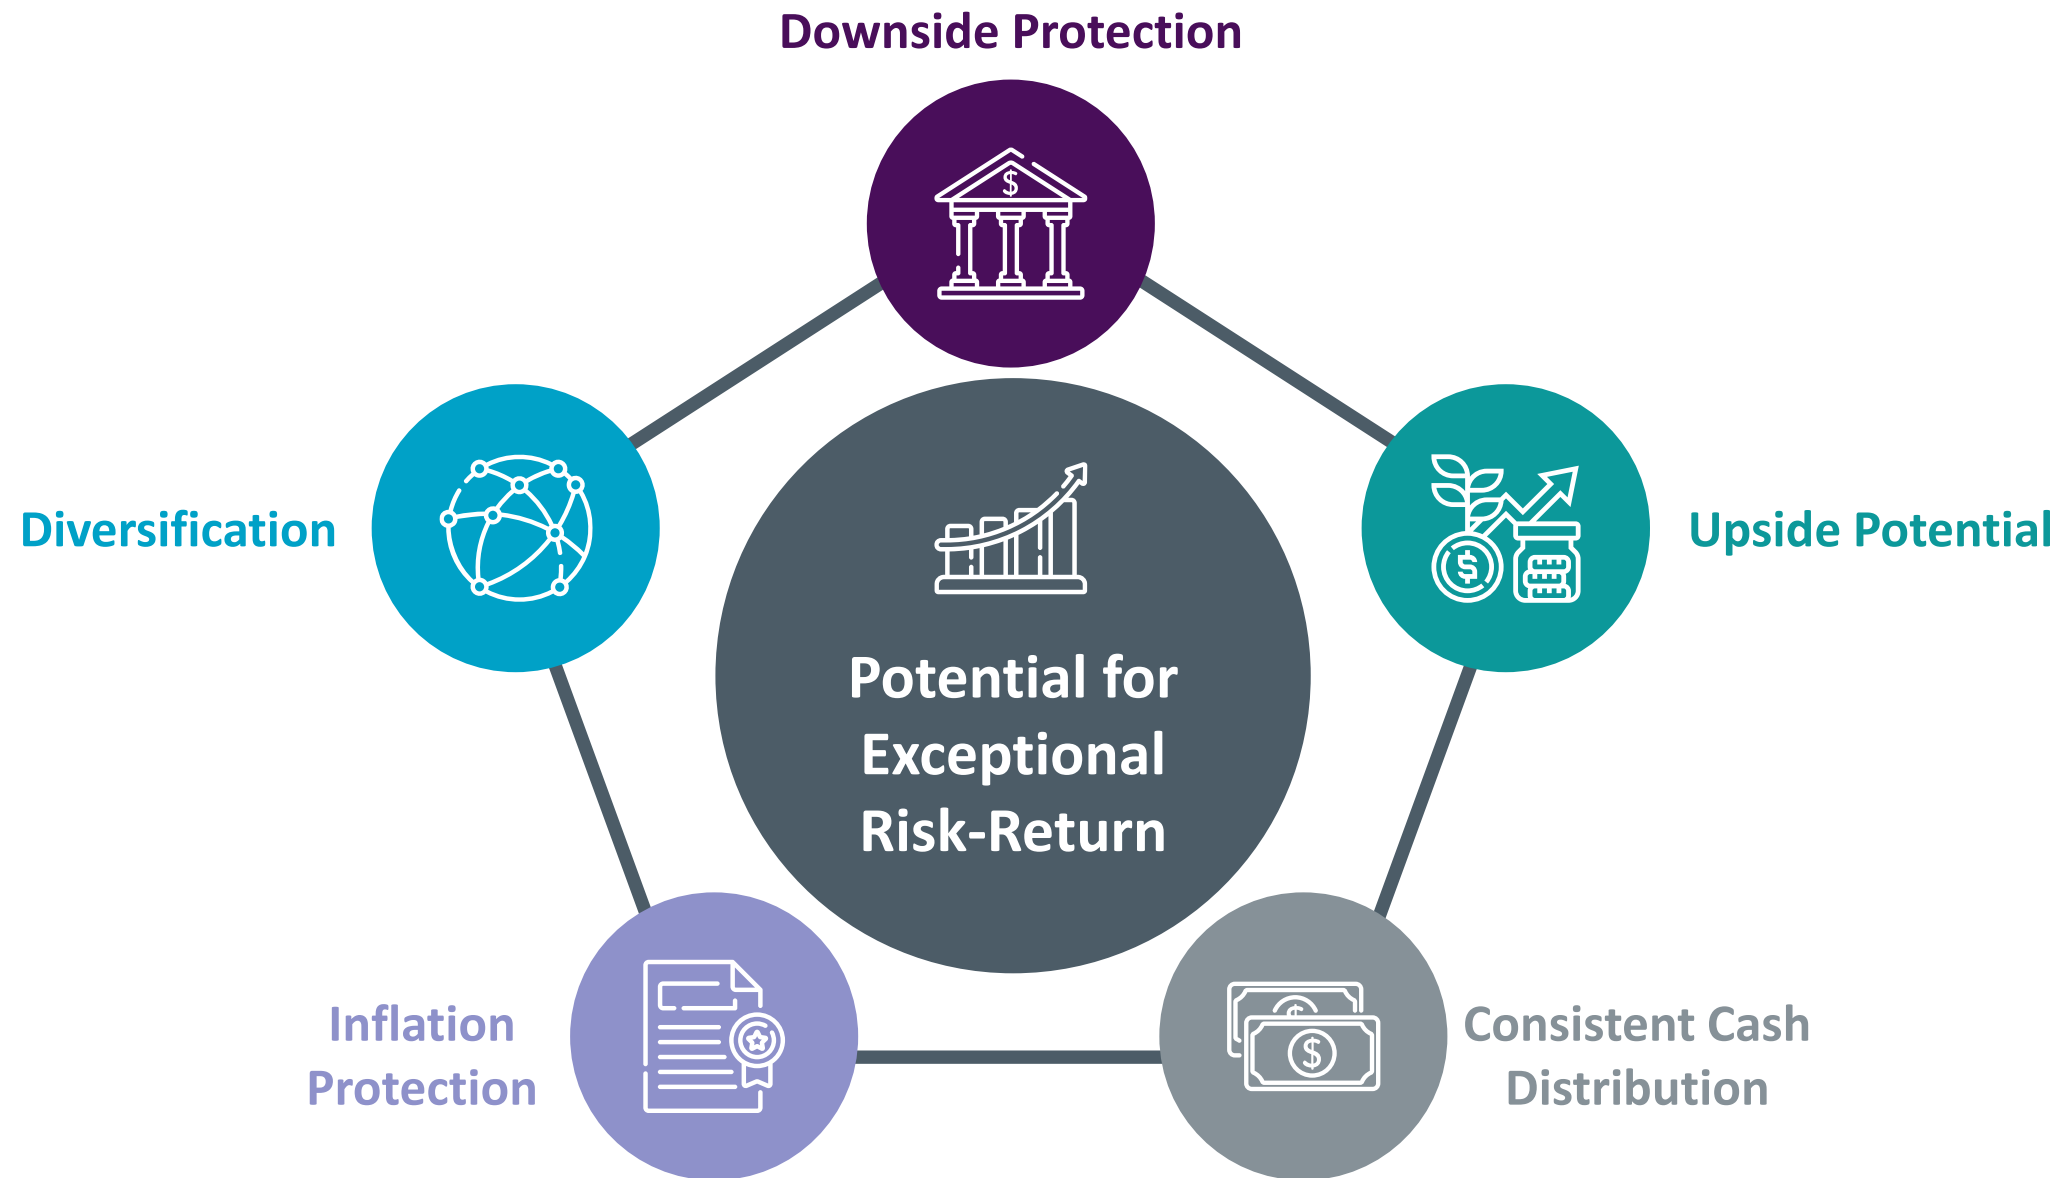 Downside Protection
Diversification
Upside Potential
Potential for
Exceptional
Risk-Return
Inflation
Protection
Consistent Cash
Distribution